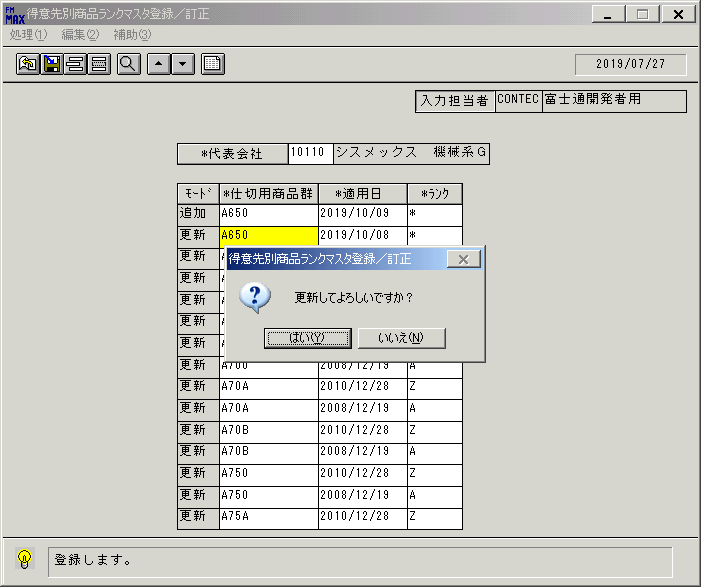 FM MAX 得意先別商品ランクマスタ登録／訂正
処理(1) 編集(2) 補助(3)
2019/07/27
入力担当者 CONTEC 富士通開発者用
*代表会社 10110 シスメックス 機械系G
ﾓｰﾄﾞ *仕切用商品群 *適用日 *ﾗﾝｸ
追加 A650 2019/10/09 *
更新 A650 2019/10/08 *
更新
更新
更新
更新
更新
得意先別商品ランクマスタ登録／訂正
更新してよろしいですか？
はい(Y) いいえ(N)
更新 A700 2008/12/19 A
更新 A70A 2010/12/28 Z
更新 A70A 2008/12/19 A
更新 A70B 2010/12/28 Z
更新 A70B 2008/12/19 A
更新 A750 2010/12/28 Z
更新 A750 2008/12/19 A
更新 A75A 2010/12/28 Z
登録します。